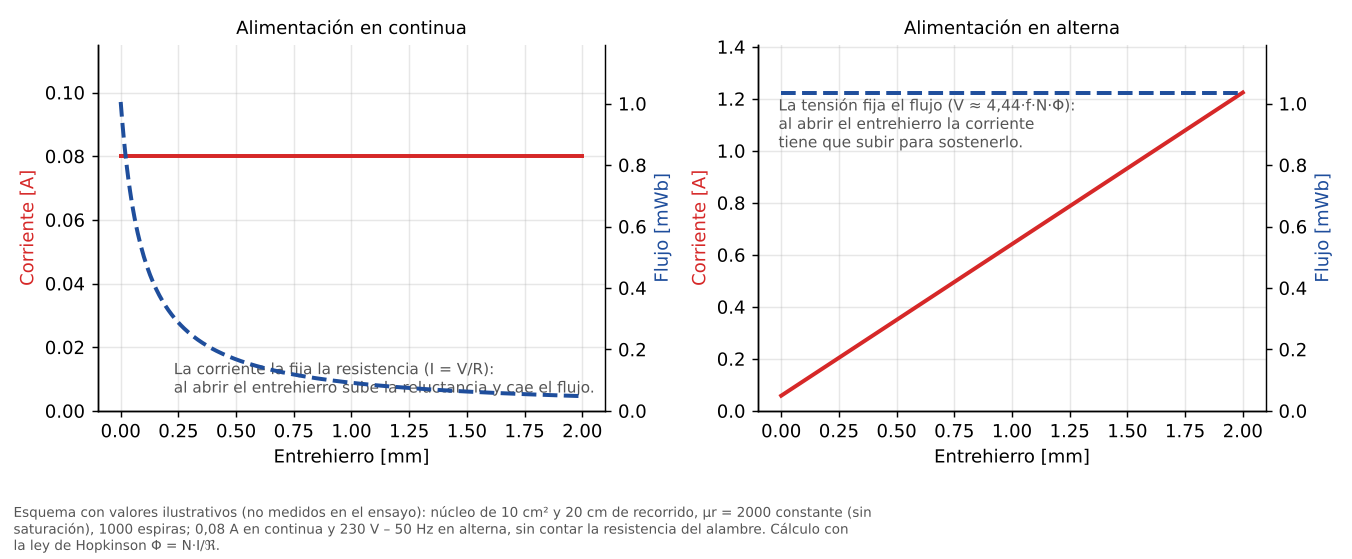 Alimentación en continua
Corriente [A]
0.10
0.08
0.06
0.04
0.02
0.00
1.0
0.8
0.6
0.4
0.2
0.0
Flujo [mWb]
La corriente la fija la resistencia (I = V/R):
al abrir el entrehierro sube la reluctancia y cae el flujo.
0.00 0.25 0.50 0.75 1.00 1.25 1.50 1.75 2.00
Entrehierro [mm]
Alimentación en alterna
Corriente [A]
1.4
1.2
1.0
0.8
0.6
0.4
0.2
0.0
1.0
0.8
0.6
0.4
0.2
0.0
Flujo [mWb]
La tensión fija el flujo (V ≈ 4,44·f·N·Φ):
al abrir el entrehierro la corriente
tiene que subir para sostenerlo.
0.00 0.25 0.50 0.75 1.00 1.25 1.50 1.75 2.00
Entrehierro [mm]
Esquema con valores ilustrativos (no medidos en el ensayo): núcleo de 10 cm² y 20 cm de recorrido, μr = 2000 constante (sin
saturación), 1000 espiras; 0,08 A en continua y 230 V – 50 Hz en alterna, sin contar la resistencia del alambre. Cálculo con
la ley de Hopkinson Φ = N·I/ℜ.